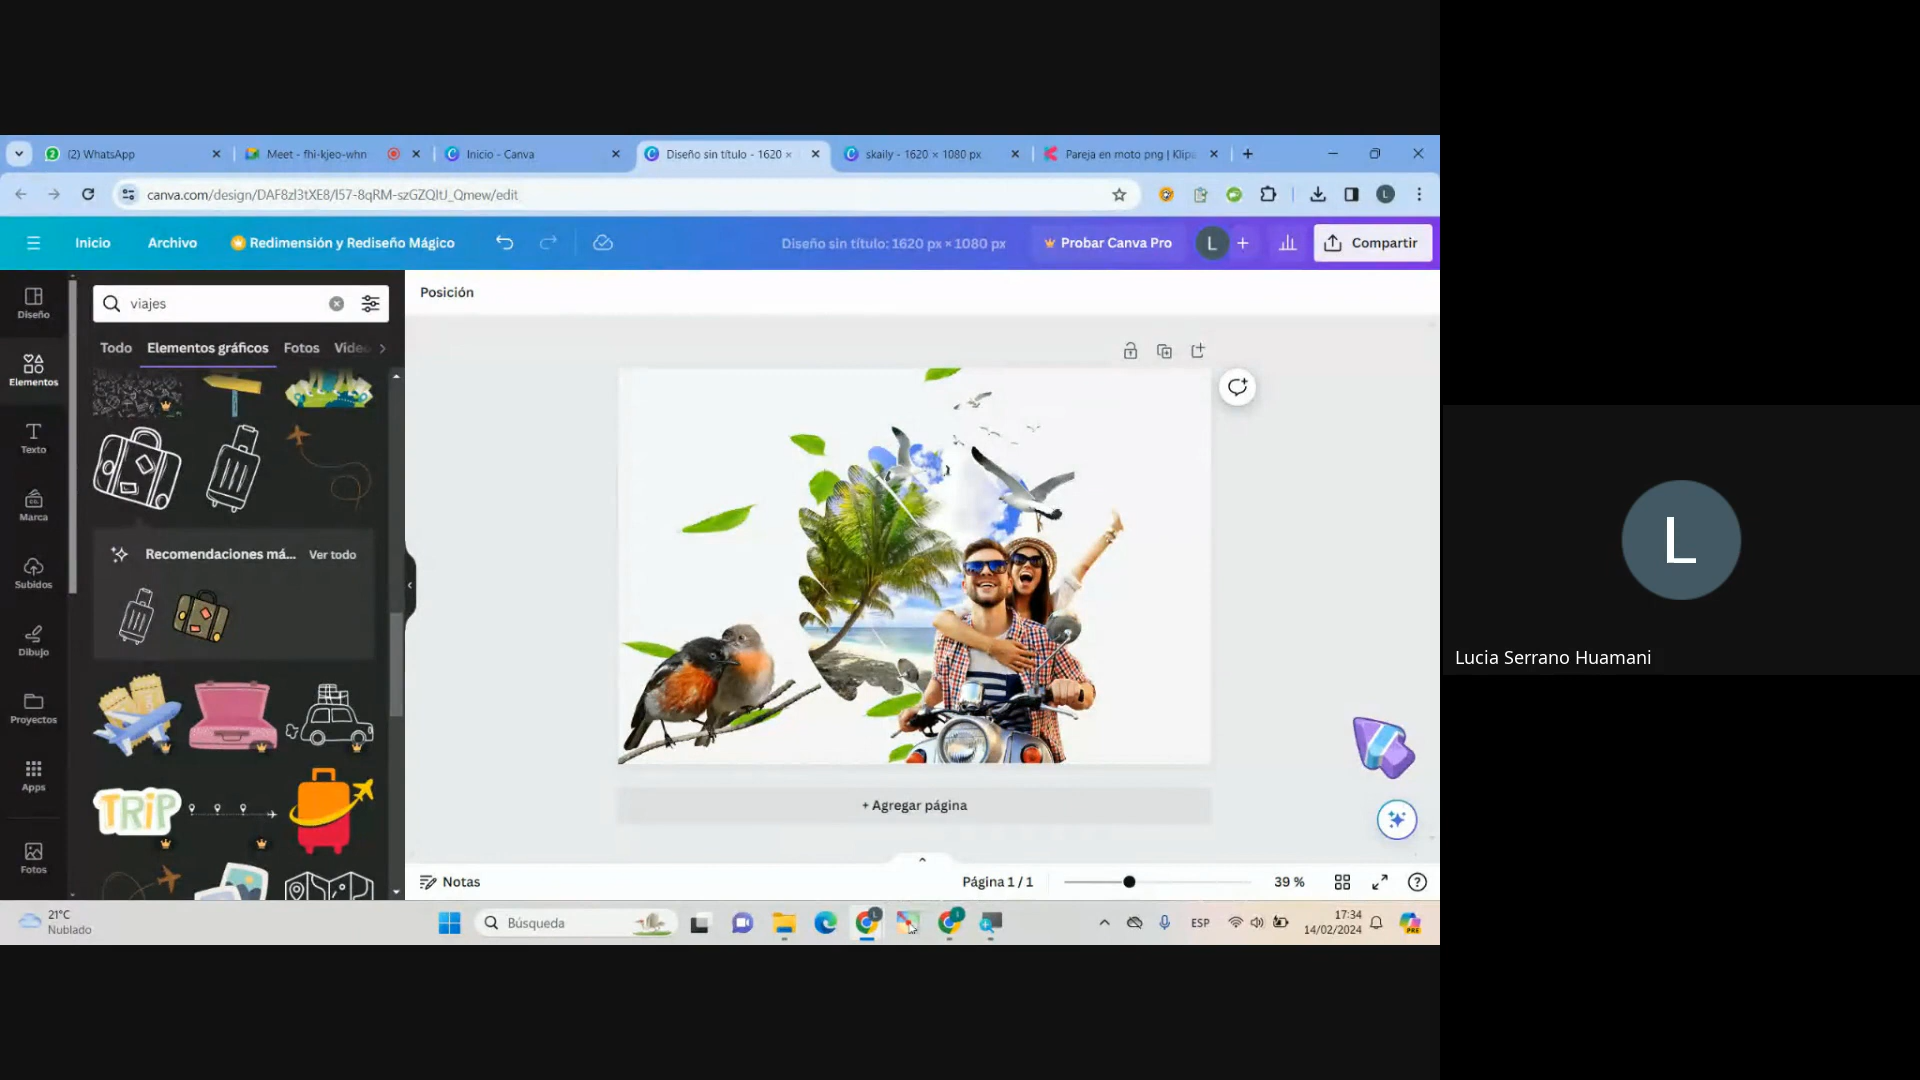 (2) WhatsApp
Meet - fhi-kjeo-whn
Inicio - Canva
Diseño sin título - 1620 ×
skaily - 1620 × 1080 px
Pareja en moto png | Klip
canva.com/design/DAF8zl3tXE8/l57-8qRM-szGZQltJ_Qmew/edit
Inicio
Archivo
Redimensión y Rediseño Mágico
Diseño sin título: 1620 px × 1080 px
Probar Canva Pro
L
Compartir
Diseño
Elementos
Texto
Marca
Subidos
Dibujo
Proyectos
Apps
Fotos
viajes
Todo
Elementos gráficos
Fotos
Vide
Recomendaciones má...
Ver todo
TRIP
Posición
+ Agregar página
Notas
Página 1 / 1
39 %
21°C
Nublado
Búsqueda
ESP
17:34
14/02/2024
PRE
L
Lucia Serrano Huamani